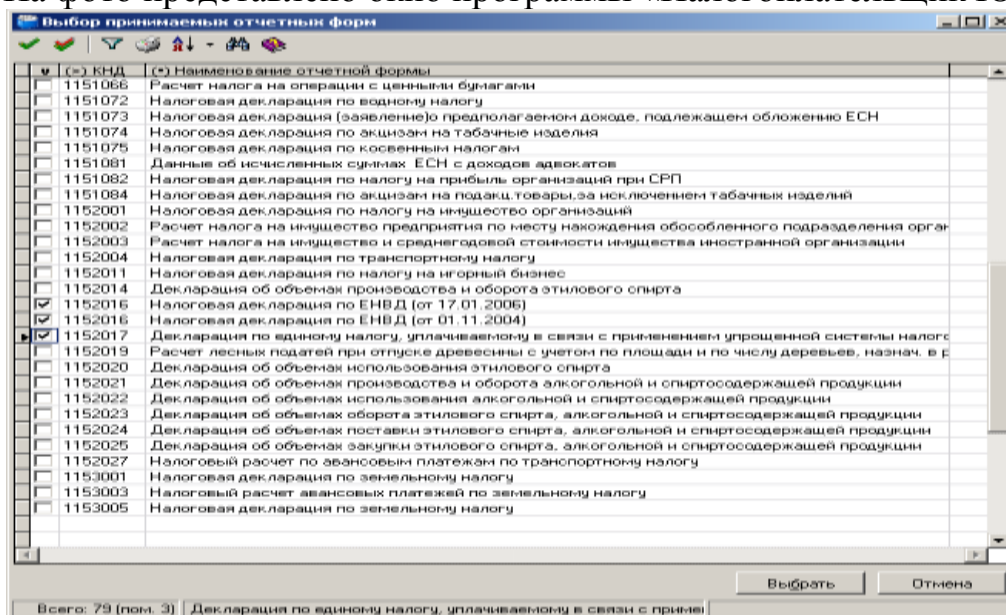 На фото представлено окно программы «Налогоплательщик Ю
Выбор принимаемых отчетных форм
(=) КНД (*) Наименование отчетной формы
1151066 Расчет налога на операции с ценными бумагами
1151072 Налоговая декларация по водному налогу
1151073 Налоговая декларация (заявление)о предполагаемом доходе, подлежащем обложению ЕСН
1151074 Налоговая декларация по акцизам на табачные изделия
1151075 Налоговая декларация по косвенным налогам
1151081 Данные об исчисленных суммах ЕСН с доходов адвокатов
1151082 Налоговая декларация по налогу на прибыль организаций при СРП
1151084 Налоговая декларация по акцизам на подакц.товары,за исключением табачных изделий
1152001 Налоговая декларация по налогу на имущество организаций
1152002 Расчет налога на имущество предприятия по месту нахождения обособленного подразделения орган
1152003 Расчет налога на имущество и среднегодовой стоимости имущества иностранной организации
1152004 Налоговая декларация по транспортному налогу
1152011 Налоговая декларация по налогу на игорный бизнес
1152014 Декларация об объемах производства и оборота этилового спирта
1152016 Налоговая декларация по ЕНВД (от 17.01.2006)
1152016 Налоговая декларация по ЕНВД (от 01.11.2004)
1152017 Декларация по единому налогу, уплачиваемому в связи с применением упрощенной системы налого
1152019 Расчет лесных податей при отпуске древесины с учетом по площади и по числу деревьев, назнач. в р
1152020 Декларация об объемах использования этилового спирта
1152021 Декларация об объемах производства и оборота алкогольной и спиртосодержащей продукции
1152022 Декларация об объемах использования алкогольной и спиртосодержащей продукции
1152023 Декларация об объемах оборота этилового спирта, алкогольной и спиртосодержащей продукции
1152024 Декларация об объемах поставки этилового спирта, алкогольной и спиртосодержащей продукции
1152025 Декларация об объемах закупки этилового спирта, алкогольной и спиртосодержащей продукции
1152027 Налоговый расчет по авансовым платежам по транспортному налогу
1153001 Налоговая декларация по земельному налогу
1153003 Налоговый расчет авансовых платежей по земельному налогу
1153005 Налоговая декларация по земельному налогу
Выбрать Отмена
Всего: 79 (пом. 3) Декларация по единому налогу, уплачиваемому в связи с приме